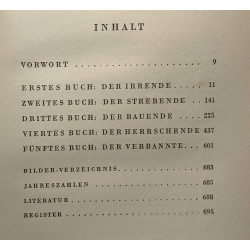 INHALT
VORWORT . . . . . . . . . . . . . . . . . . . 9
ERSTES BUCH: DER IRRENDE . . . . 11
ZWEITES BUCH: DER STREBENDE . 141
DRITTES BUCH: DER BAUENDE . . . 225
VIERTES BUCH: DER HERRSCHENDE 437
FÜNFTES BUCH: DER VERBANNTE . . 601
BILDER-VERZEICHNIS . . . . . . . . . . . . 683
JAHRESZAHLEN . . . . . . . . . . . . . . . 685
LITERATUR . . . . . . . . . . . . . . . . . 688
REGISTER . . . . . . . . . . . . . . . . . . 695